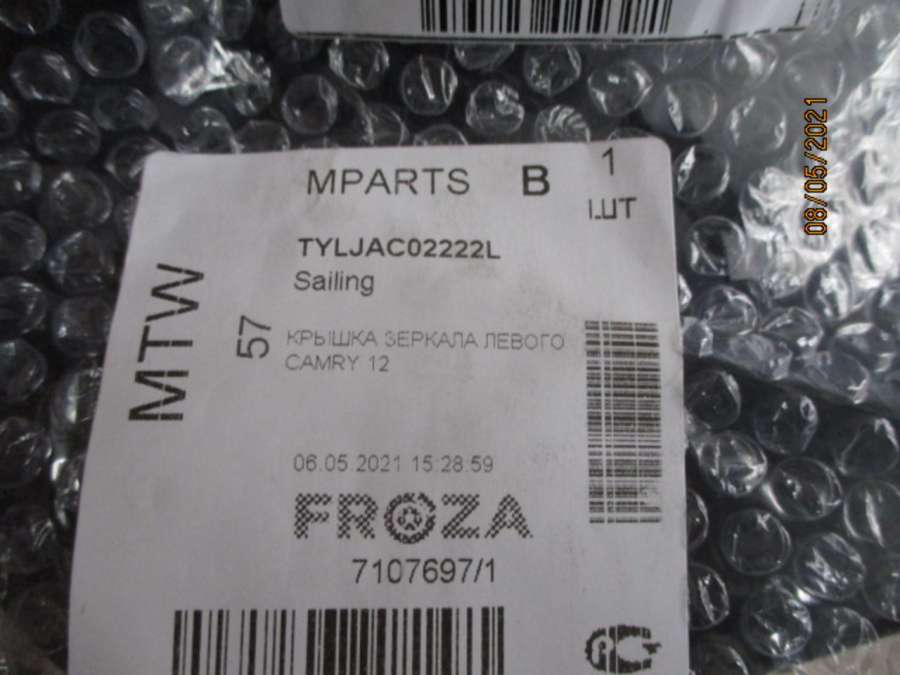 MPARTS B 1
ШТ
TYLJAC02222L
Sailing
MTW
57
КРЫШКА ЗЕРКАЛА ЛЕВОГО
CAMRY 12
06.05.2021 15:28:59
FROZA
7107697/1
08/05/2021